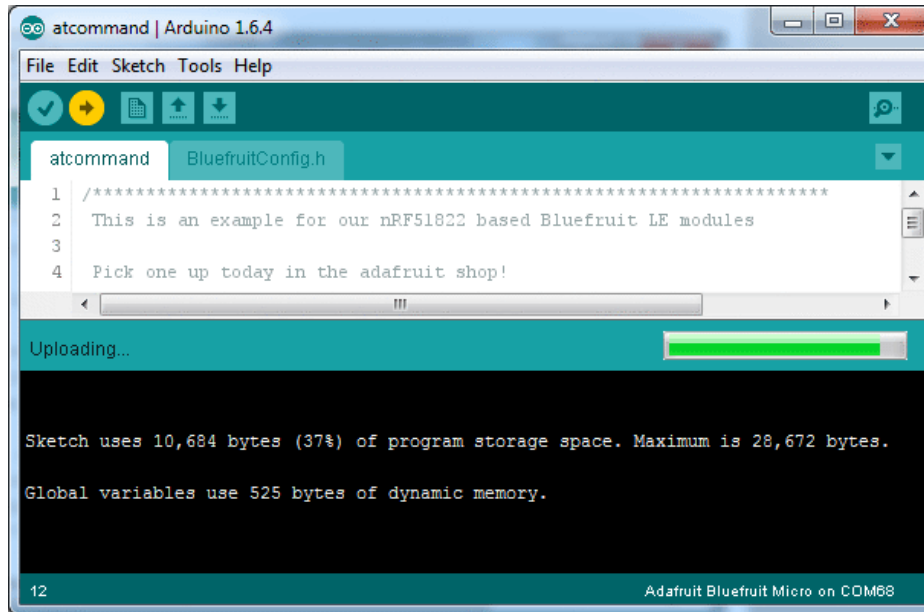 atcommand | Arduino 1.6.4
File Edit Sketch Tools Help
atcommand BluefruitConfig.h
1 /*********************************************************************
2 This is an example for our nRF51822 based Bluefruit LE modules
3
4 Pick one up today in the adafruit shop!
Uploading...
Sketch uses 10,684 bytes (37%) of program storage space. Maximum is 28,672 bytes.
Global variables use 525 bytes of dynamic memory.
12 Adafruit Bluefruit Micro on COM68